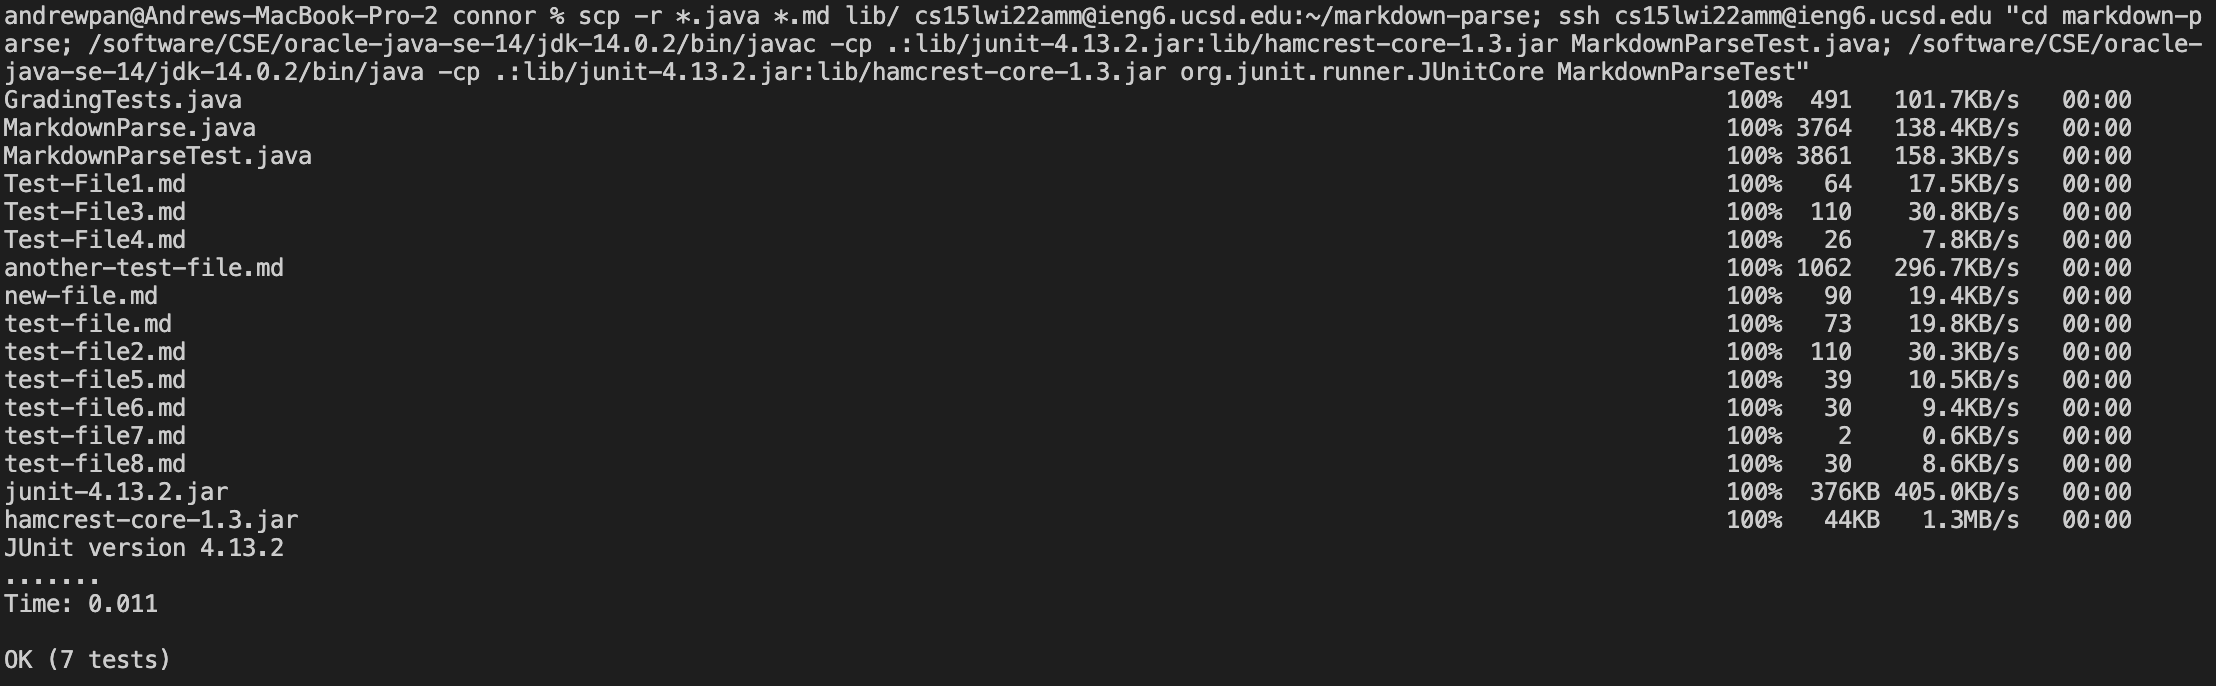 andrewpan@Andrews-MacBook-Pro-2 connor % scp -r *.java *.md lib/ cs15lwi22amm@ieng6.ucsd.edu:~/markdown-parse; ssh cs15lwi22amm@ieng6.ucsd.edu "cd markdown-p
arse; /software/CSE/oracle-java-se-14/jdk-14.0.2/bin/javac -cp .:lib/junit-4.13.2.jar:lib/hamcrest-core-1.3.jar MarkdownParseTest.java; /software/CSE/oracle-
java-se-14/jdk-14.0.2/bin/java -cp .:lib/junit-4.13.2.jar:lib/hamcrest-core-1.3.jar org.junit.runner.JUnitCore MarkdownParseTest"
GradingTests.java 100% 491 101.7KB/s 00:00
MarkdownParse.java 100% 3764 138.4KB/s 00:00
MarkdownParseTest.java 100% 3861 158.3KB/s 00:00
Test-File1.md 100% 64 17.5KB/s 00:00
Test-File3.md 100% 110 30.8KB/s 00:00
Test-File4.md 100% 26 7.8KB/s 00:00
another-test-file.md 100% 1062 296.7KB/s 00:00
new-file.md 100% 90 19.4KB/s 00:00
test-file.md 100% 73 19.8KB/s 00:00
test-file2.md 100% 110 30.3KB/s 00:00
test-file5.md 100% 39 10.5KB/s 00:00
test-file6.md 100% 30 9.4KB/s 00:00
test-file7.md 100% 2 0.6KB/s 00:00
test-file8.md 100% 30 8.6KB/s 00:00
junit-4.13.2.jar 100% 376KB 405.0KB/s 00:00
hamcrest-core-1.3.jar 100% 44KB 1.3MB/s 00:00
JUnit version 4.13.2
.......
Time: 0.011
OK (7 tests)